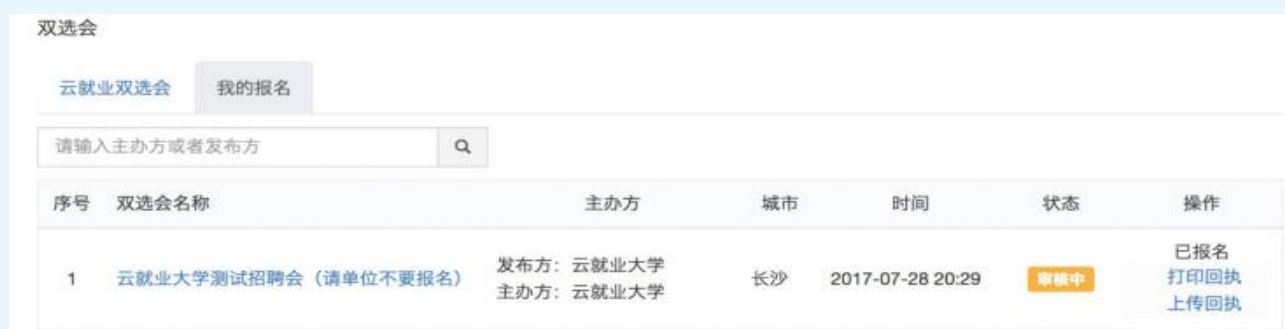 双选会
云就业双选会 我的报名
请输入主办方或者发布方
序号 双选会名称 主办方 城市 时间 状态 操作
1 云就业大学测试招聘会（请单位不要报名） 发布方：云就业大学 主办方：云就业大学 长沙 2017-07-28 20:29 审核中 已报名
打印回执
上传回执